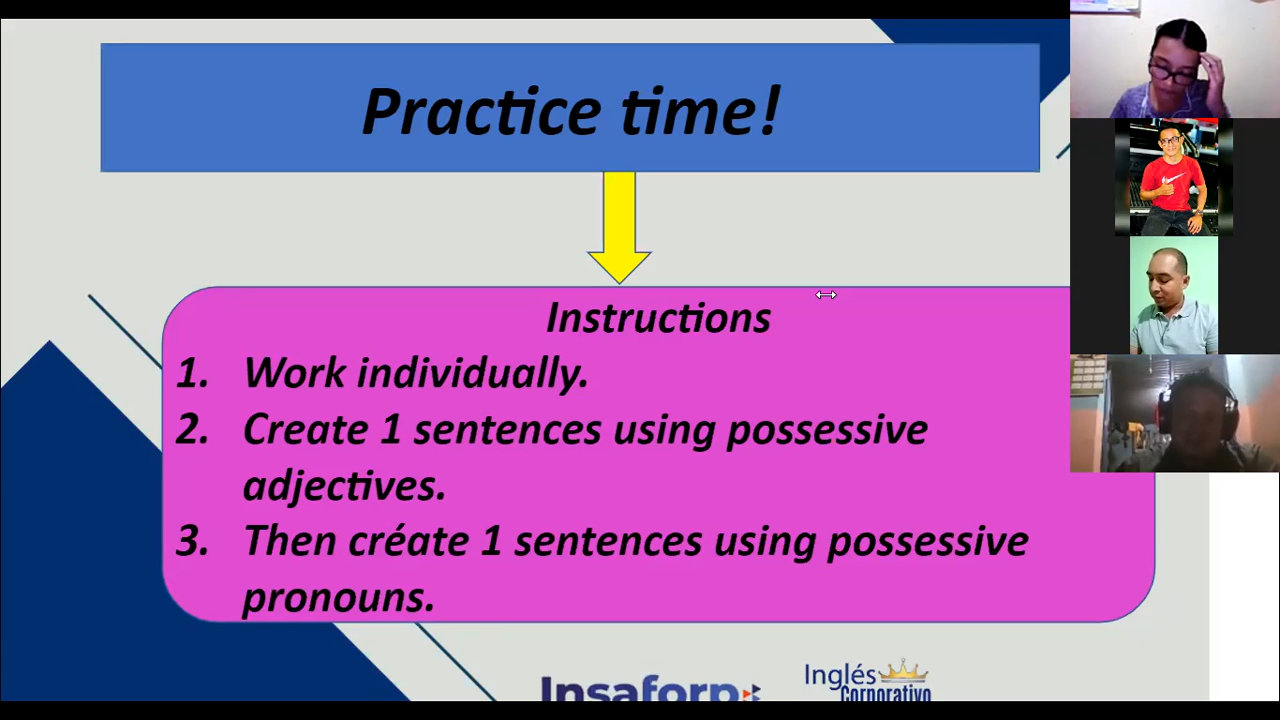 Practice time!
Instructions
1. Work individually.
2. Create 1 sentences using possessive
adjectives.
3. Then créate 1 sentences using possessive
pronouns.
Insaforp
Inglés
Corporativo